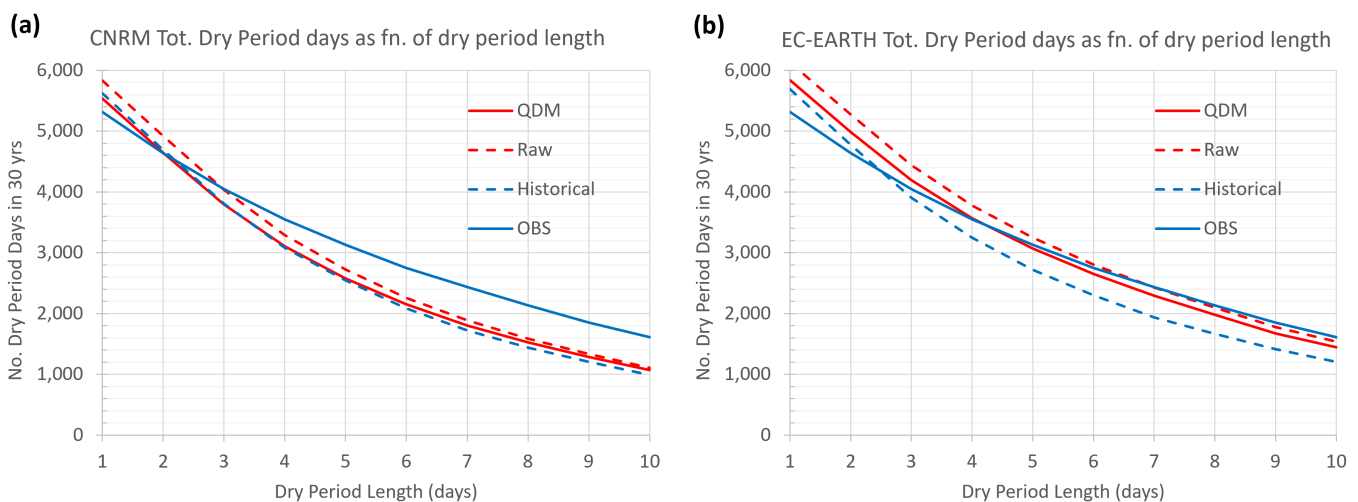 (a)
CNRM Tot. Dry Period days as fn. of dry period length
6,000
5,000
4,000
3,000
2,000
1,000
0
No. Dry Period Days in 30 yrs
QDM
Raw
Historical
OBS
1 2 3 4 5 6 7 8 9 10
Dry Period Length (days)
(b)
EC-EARTH Tot. Dry Period days as fn. of dry period length
6,000
5,000
4,000
3,000
2,000
1,000
0
No. Dry Period Days in 30 yrs
QDM
Raw
Historical
OBS
1 2 3 4 5 6 7 8 9 10
Dry Period Length (days)